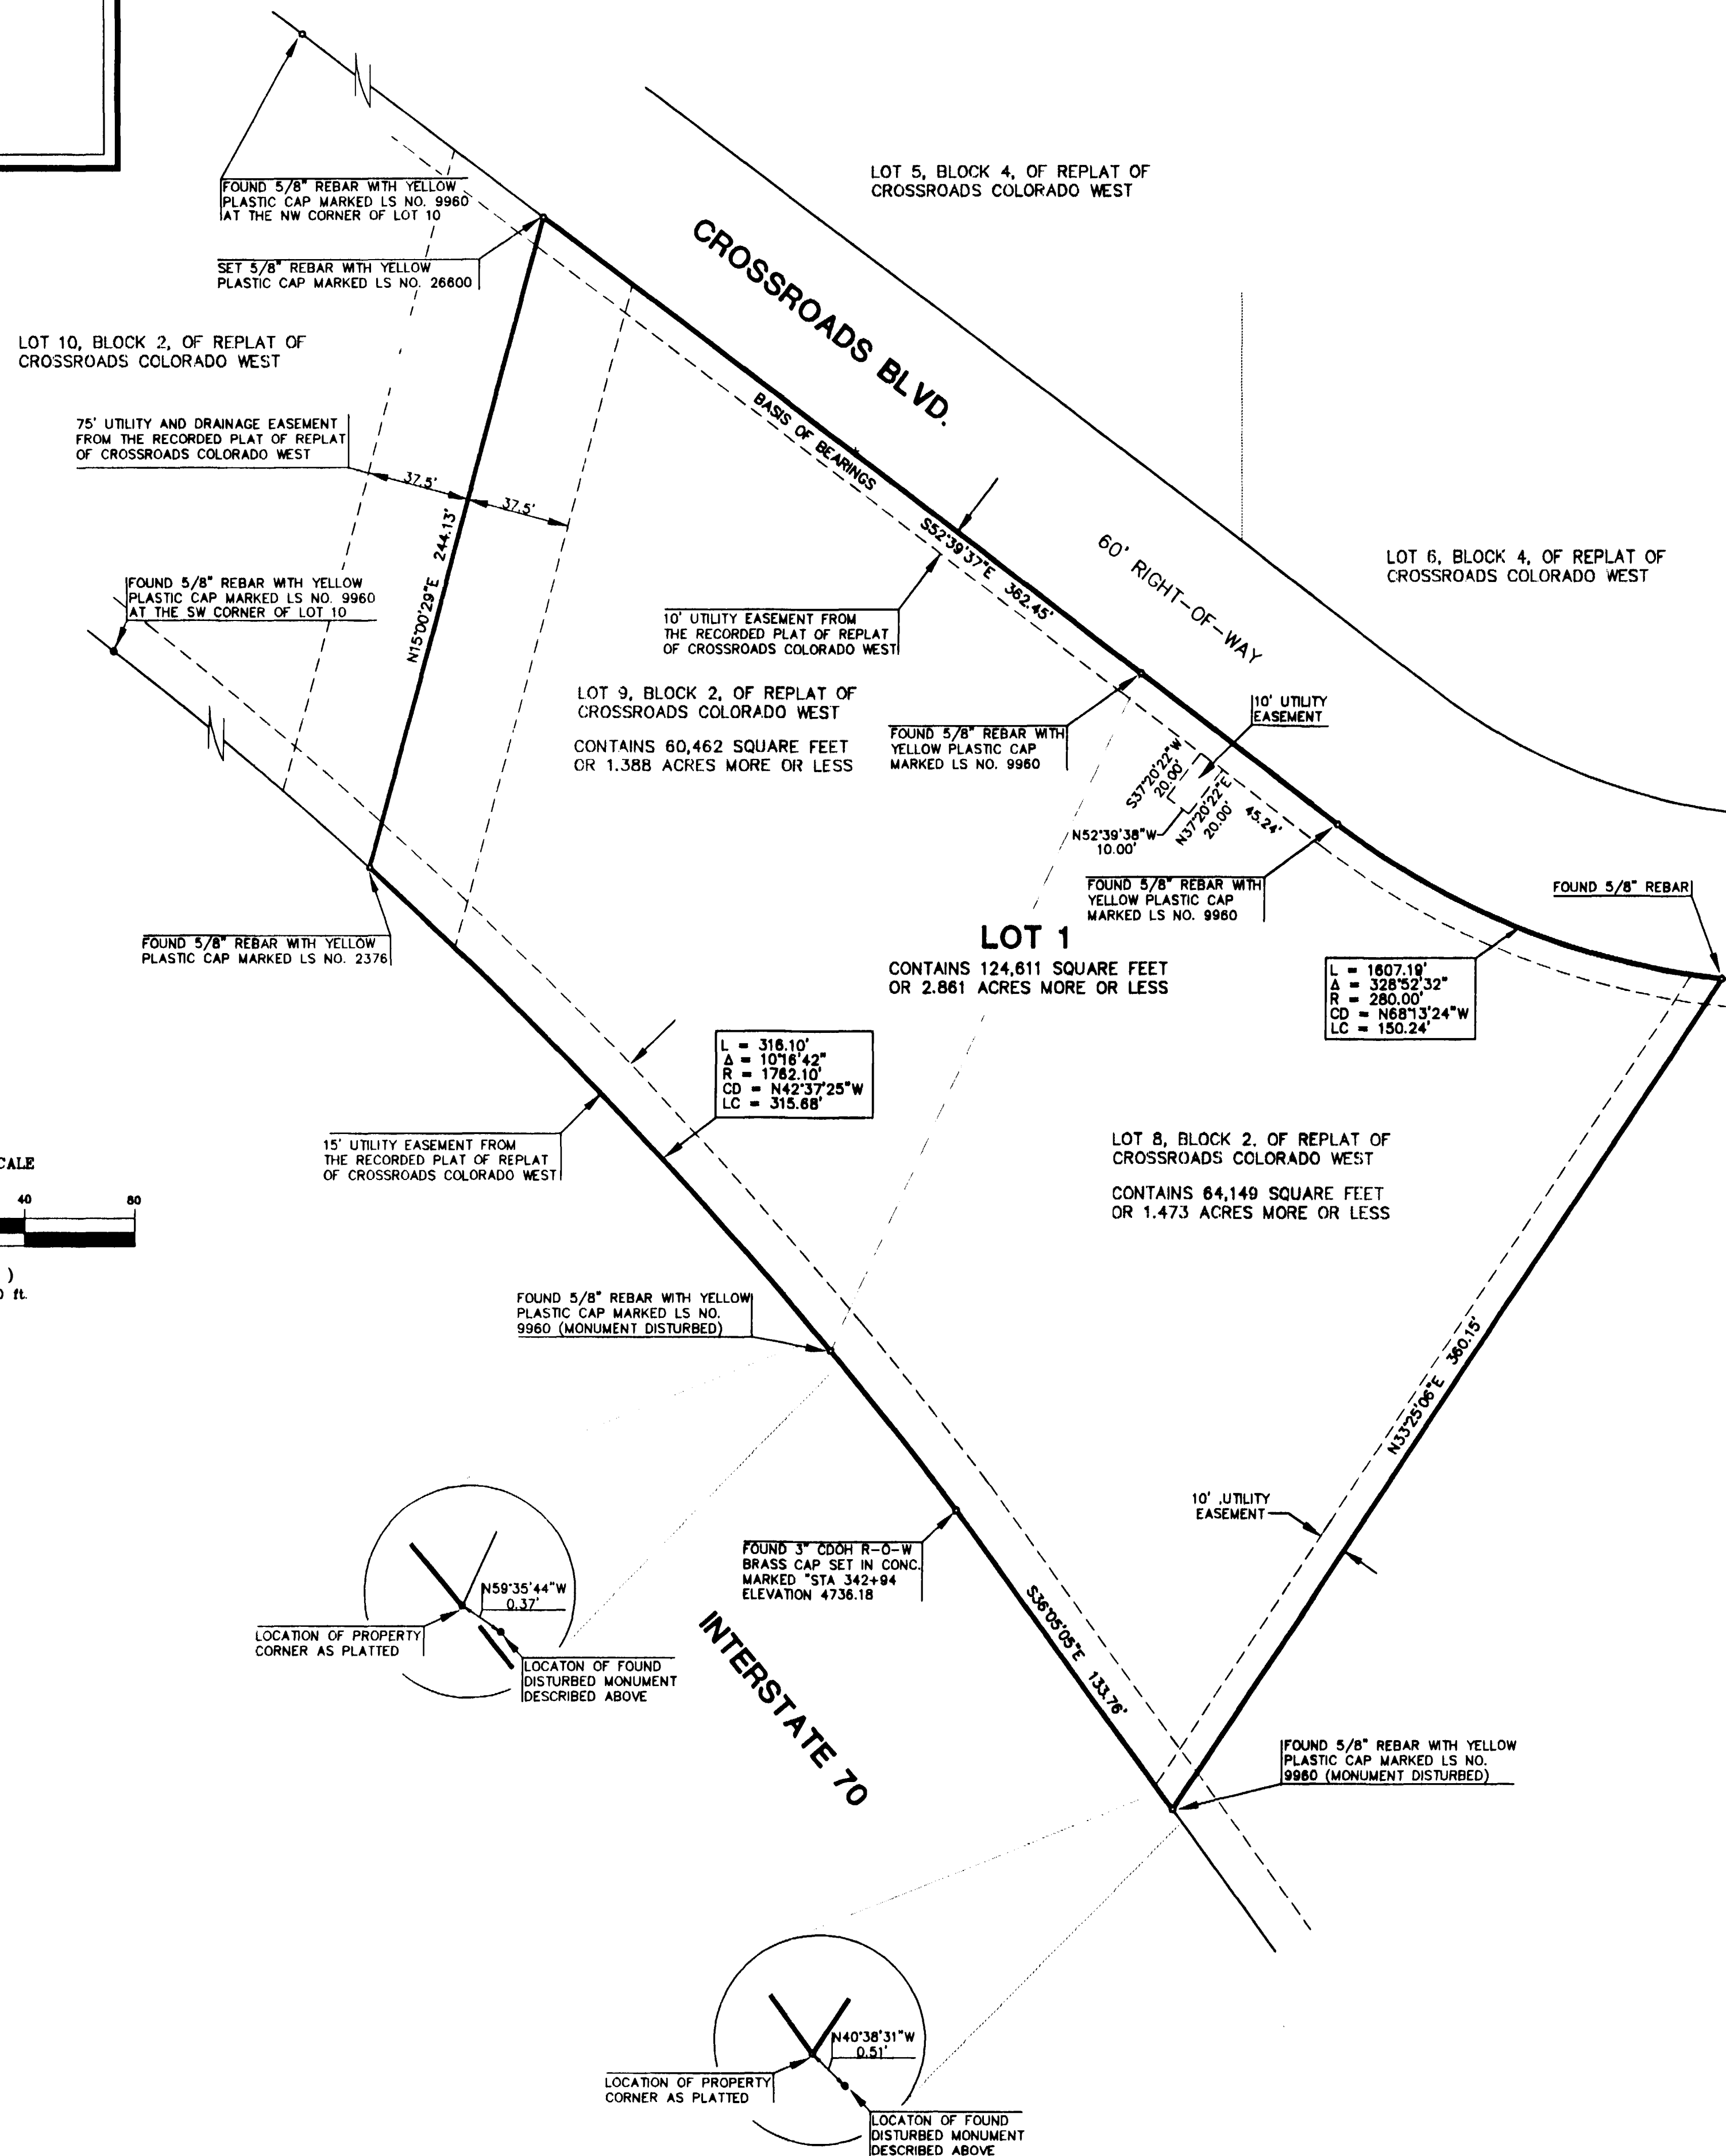 LOT 5, BLOCK 4, OF REPLAT OF
CROSSROADS COLORADO WEST
FOUND 5/8" REBAR WITH YELLOW
PLASTIC CAP MARKED LS NO. 9960
AT THE NW CORNER OF LOT 10
SET 5/8" REBAR WITH YELLOW
PLASTIC CAP MARKED LS NO. 26600
CROSSROADS BLVD.
LOT 10, BLOCK 2, OF REPLAT OF
CROSSROADS COLORADO WEST
75' UTILITY AND DRAINAGE EASEMENT
FROM THE RECORDED PLAT OF REPLAT
OF CROSSROADS COLORADO WEST
37.5'
37.5'
BASIS OF BEARINGS
S52°39'37"E 362.45'
60' RIGHT-OF-WAY
LOT 6, BLOCK 4, OF REPLAT OF
CROSSROADS COLORADO WEST
N15°00'29"E 244.13'
FOUND 5/8" REBAR WTH YELLOW
PLASTIC CAP MARKED LS NO. 9960
AT THE SW CORNER OF LOT 10
10' UTILITY EASEMENT FROM
THE RECORDED PLAT OF REPLAT
OF CROSSROADS COLORADO WEST
LOT 9, BLOCK 2, OF REPLAT OF
CROSSROADS COLORADO WEST
CONTAINS 60,462 SQUARE FEET
OR 1.388 ACRES MORE OR LESS
FOUND 5/8" REBAR WITH
YELLOW PLASTIC CAP
MARKED LS NO. 9960
10' UTILITY
EASEMENT
S37°20'22"W
20.00'
N37°20'22"E
20.00'
45.24'
N52°39'38"W
10.00'
FOUND 5/8" REBAR WITH
YELLOW PLASTIC CAP
MARKED LS NO. 9960
FOUND 5/8" REBAR
FOUND 5/8" REBAR WITH YELLOW
PLASTIC CAP MARKED LS NO. 2376
LOT 1
CONTAINS 124,611 SQUARE FEET
OR 2.861 ACRES MORE OR LESS
L = 1607.19'
Δ = 328°52'32"
R = 280.00'
CD = N68°13'24"W
LC = 150.24'
L = 316.10'
Δ = 10°16'42"
R = 1762.10'
CD = N42°37'25"W
LC = 315.68'
15' UTILITY EASEMENT FROM
THE RECORDED PLAT OF REPLAT
OF CROSSROADS COLORADO WEST
LOT 8, BLOCK 2, OF REPLAT OF
CROSSROADS COLORADO WEST
CONTAINS 64,149 SQUARE FEET
OR 1.473 ACRES MORE OR LESS
CALE
40 80
)
0 ft.
FOUND 5/8" REBAR WITH YELLOW
PLASTIC CAP MARKED LS NO.
9960 (MONUMENT DISTURBED)
N33°25'06"E 360.15'
10' UTILITY
EASEMENT
FOUND 3" CDOH R-O-W
BRASS CAP SET IN CONC.
MARKED "STA 342+94
ELEVATION 4736.18
S36°05'05"E 133.76'
N59°35'44"W
0.37'
LOCATION OF PROPERTY
CORNER AS PLATTED
LOCATON OF FOUND
DISTURBED MONUMENT
DESCRIBED ABOVE
INTERSTATE 70
FOUND 5/8" REBAR WITH YELLOW
PLASTIC CAP MARKED LS NO.
9960 (MONUMENT DISTURBED)
N40°38'31"W
0.51'
LOCATION OF PROPERTY
CORNER AS PLATTED
LOCATON OF FOUND
DISTURBED MONUMENT
DESCRIBED ABOVE